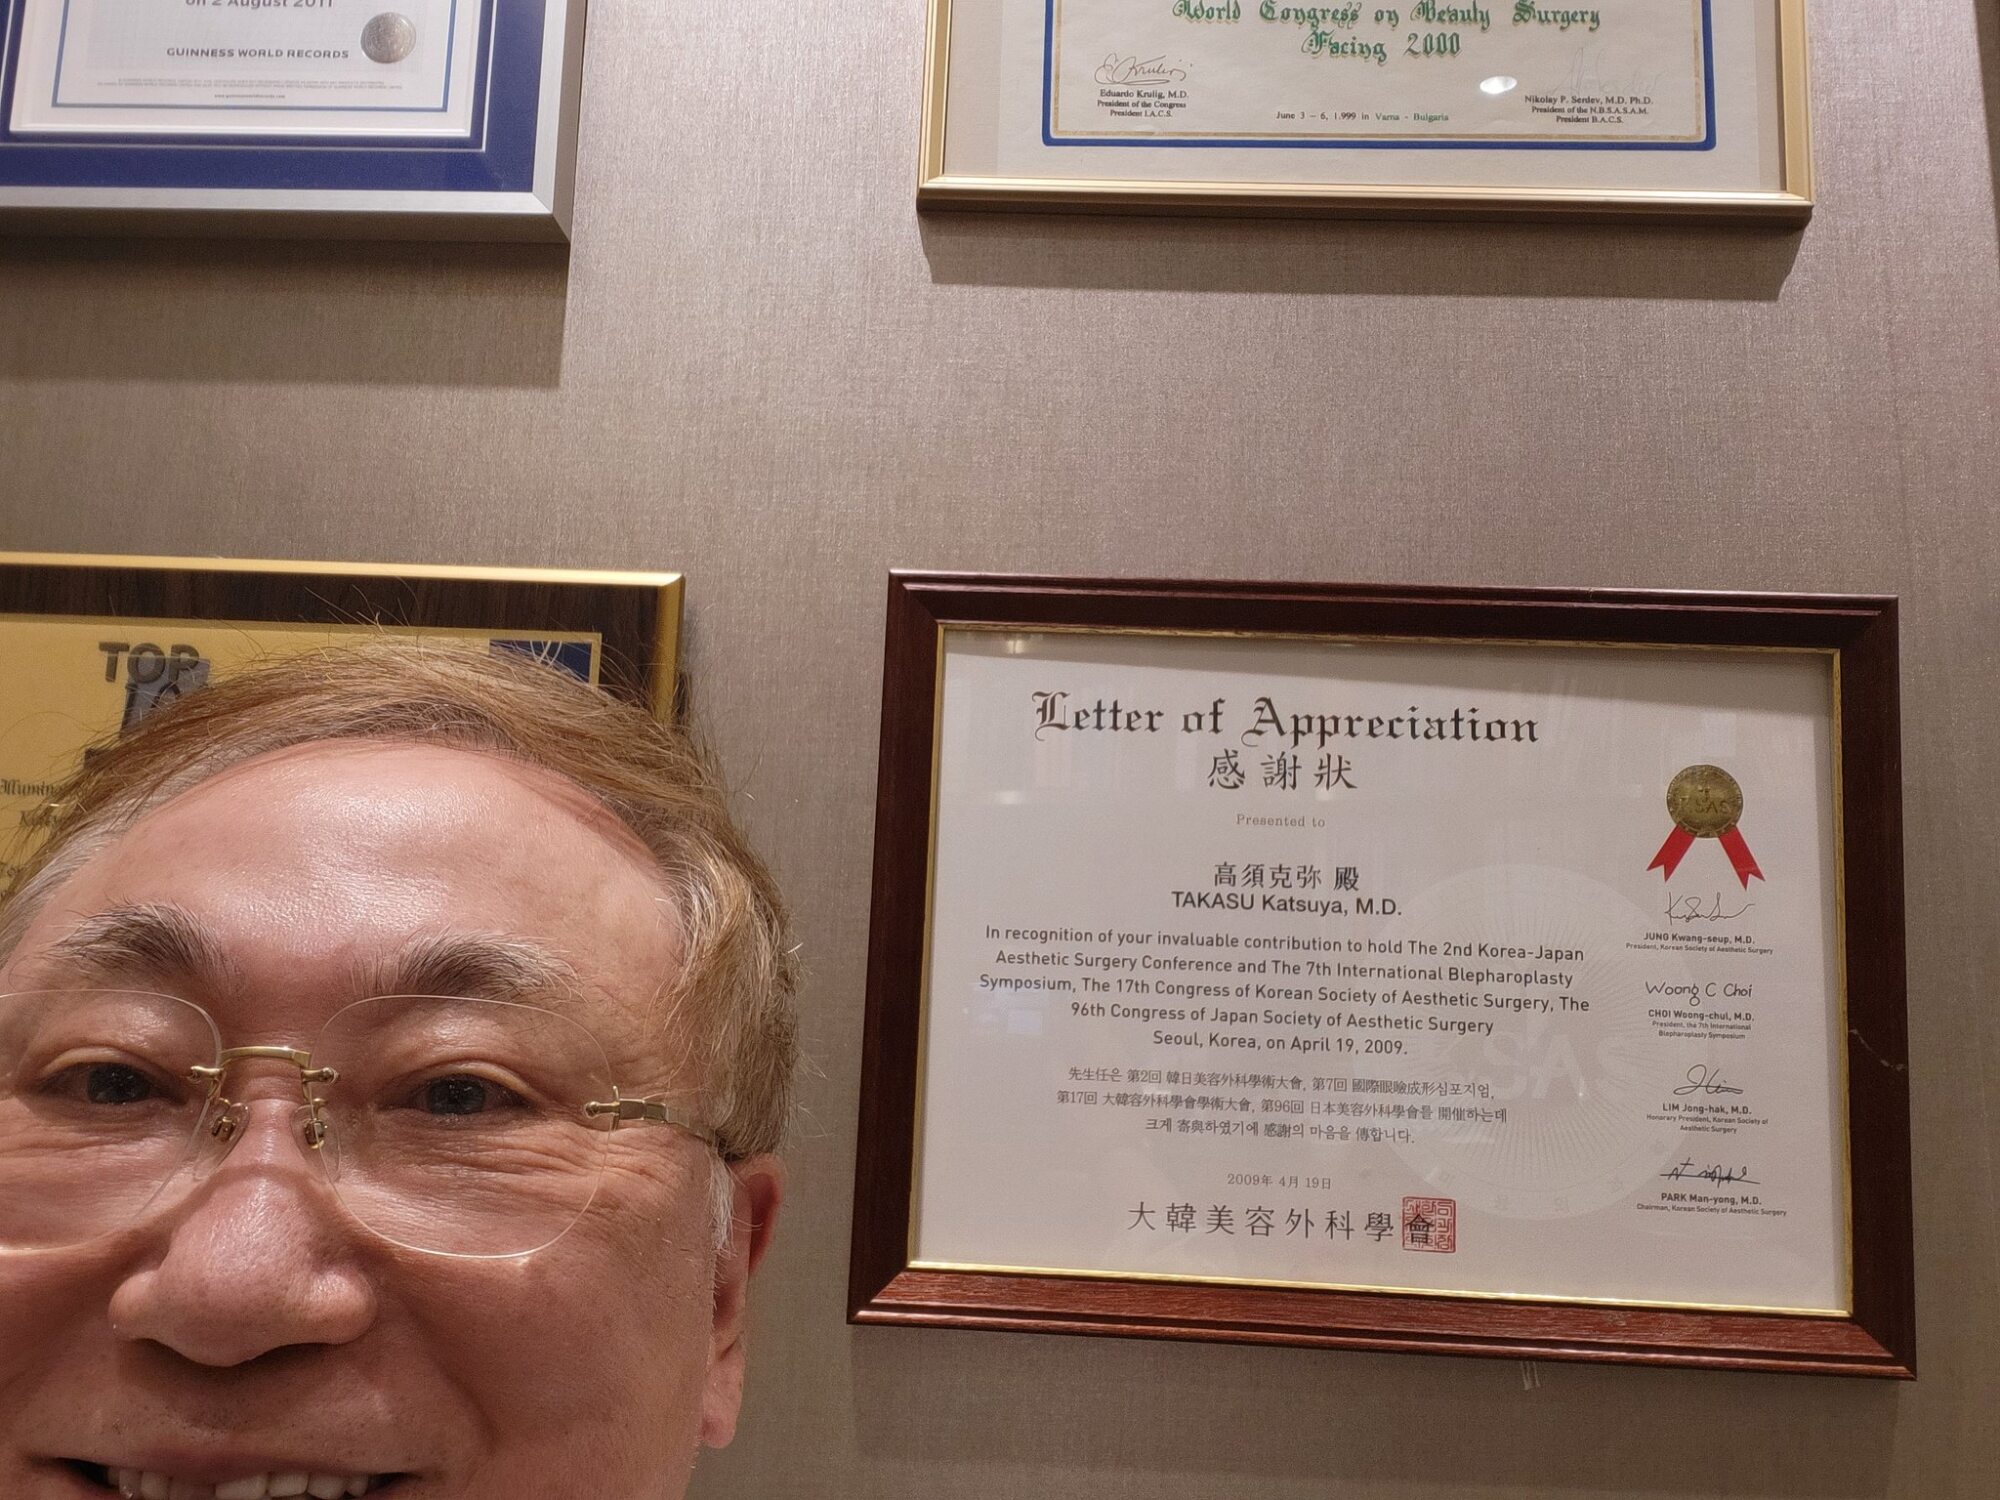 on 2 August 2011
GUINNESS WORLD RECORDS
World Congress on Beauty Surgery
Facing 2000
Eduardo Krulig, M.D.
President of the Congress
President I.A.C.S.
June 3 – 6, 1.999 in Varna - Bulgaria
Nikolay P. Serdev, M.D, Ph.D.
President of the N.B.S.A.S.A.M.
President B.A.C.S.
TOP
10
Letter of Appreciation
感謝狀
Presented to
高須克弥 殿
TAKASU Katsuya, M.D.
In recognition of your invaluable contribution to hold The 2nd Korea-Japan
Aesthetic Surgery Conference and The 7th International Blepharoplasty
Symposium, The 17th Congress of Korean Society of Aesthetic Surgery, The
96th Congress of Japan Society of Aesthetic Surgery
Seoul, Korea, on April 19, 2009.
先生任은 第2回 韓日美容外科學術大會, 第7回 國際眼瞼成形심포지엄,
第17回 大韓容外科學會學術大會, 第96回 日本美容外科學會를 開催하는데
크게 寄與하였기에 感謝의 마음을 傳합니다.
2009年 4月 19日
大韓美容外科學會
JUNG Kwang-seup, M.D.
President, Korean Society of Aesthetic Surgery
Woong C Choi
CHOI Woong-chul, M.D.
President, the 7th International
Blepharoplasty Symposium
LIM Jong-hak, M.D.
Honorary President, Korean Society of
Aesthetic Surgery
PARK Man-yong, M.D.
Chairman, Korean Society of Aesthetic Surgery